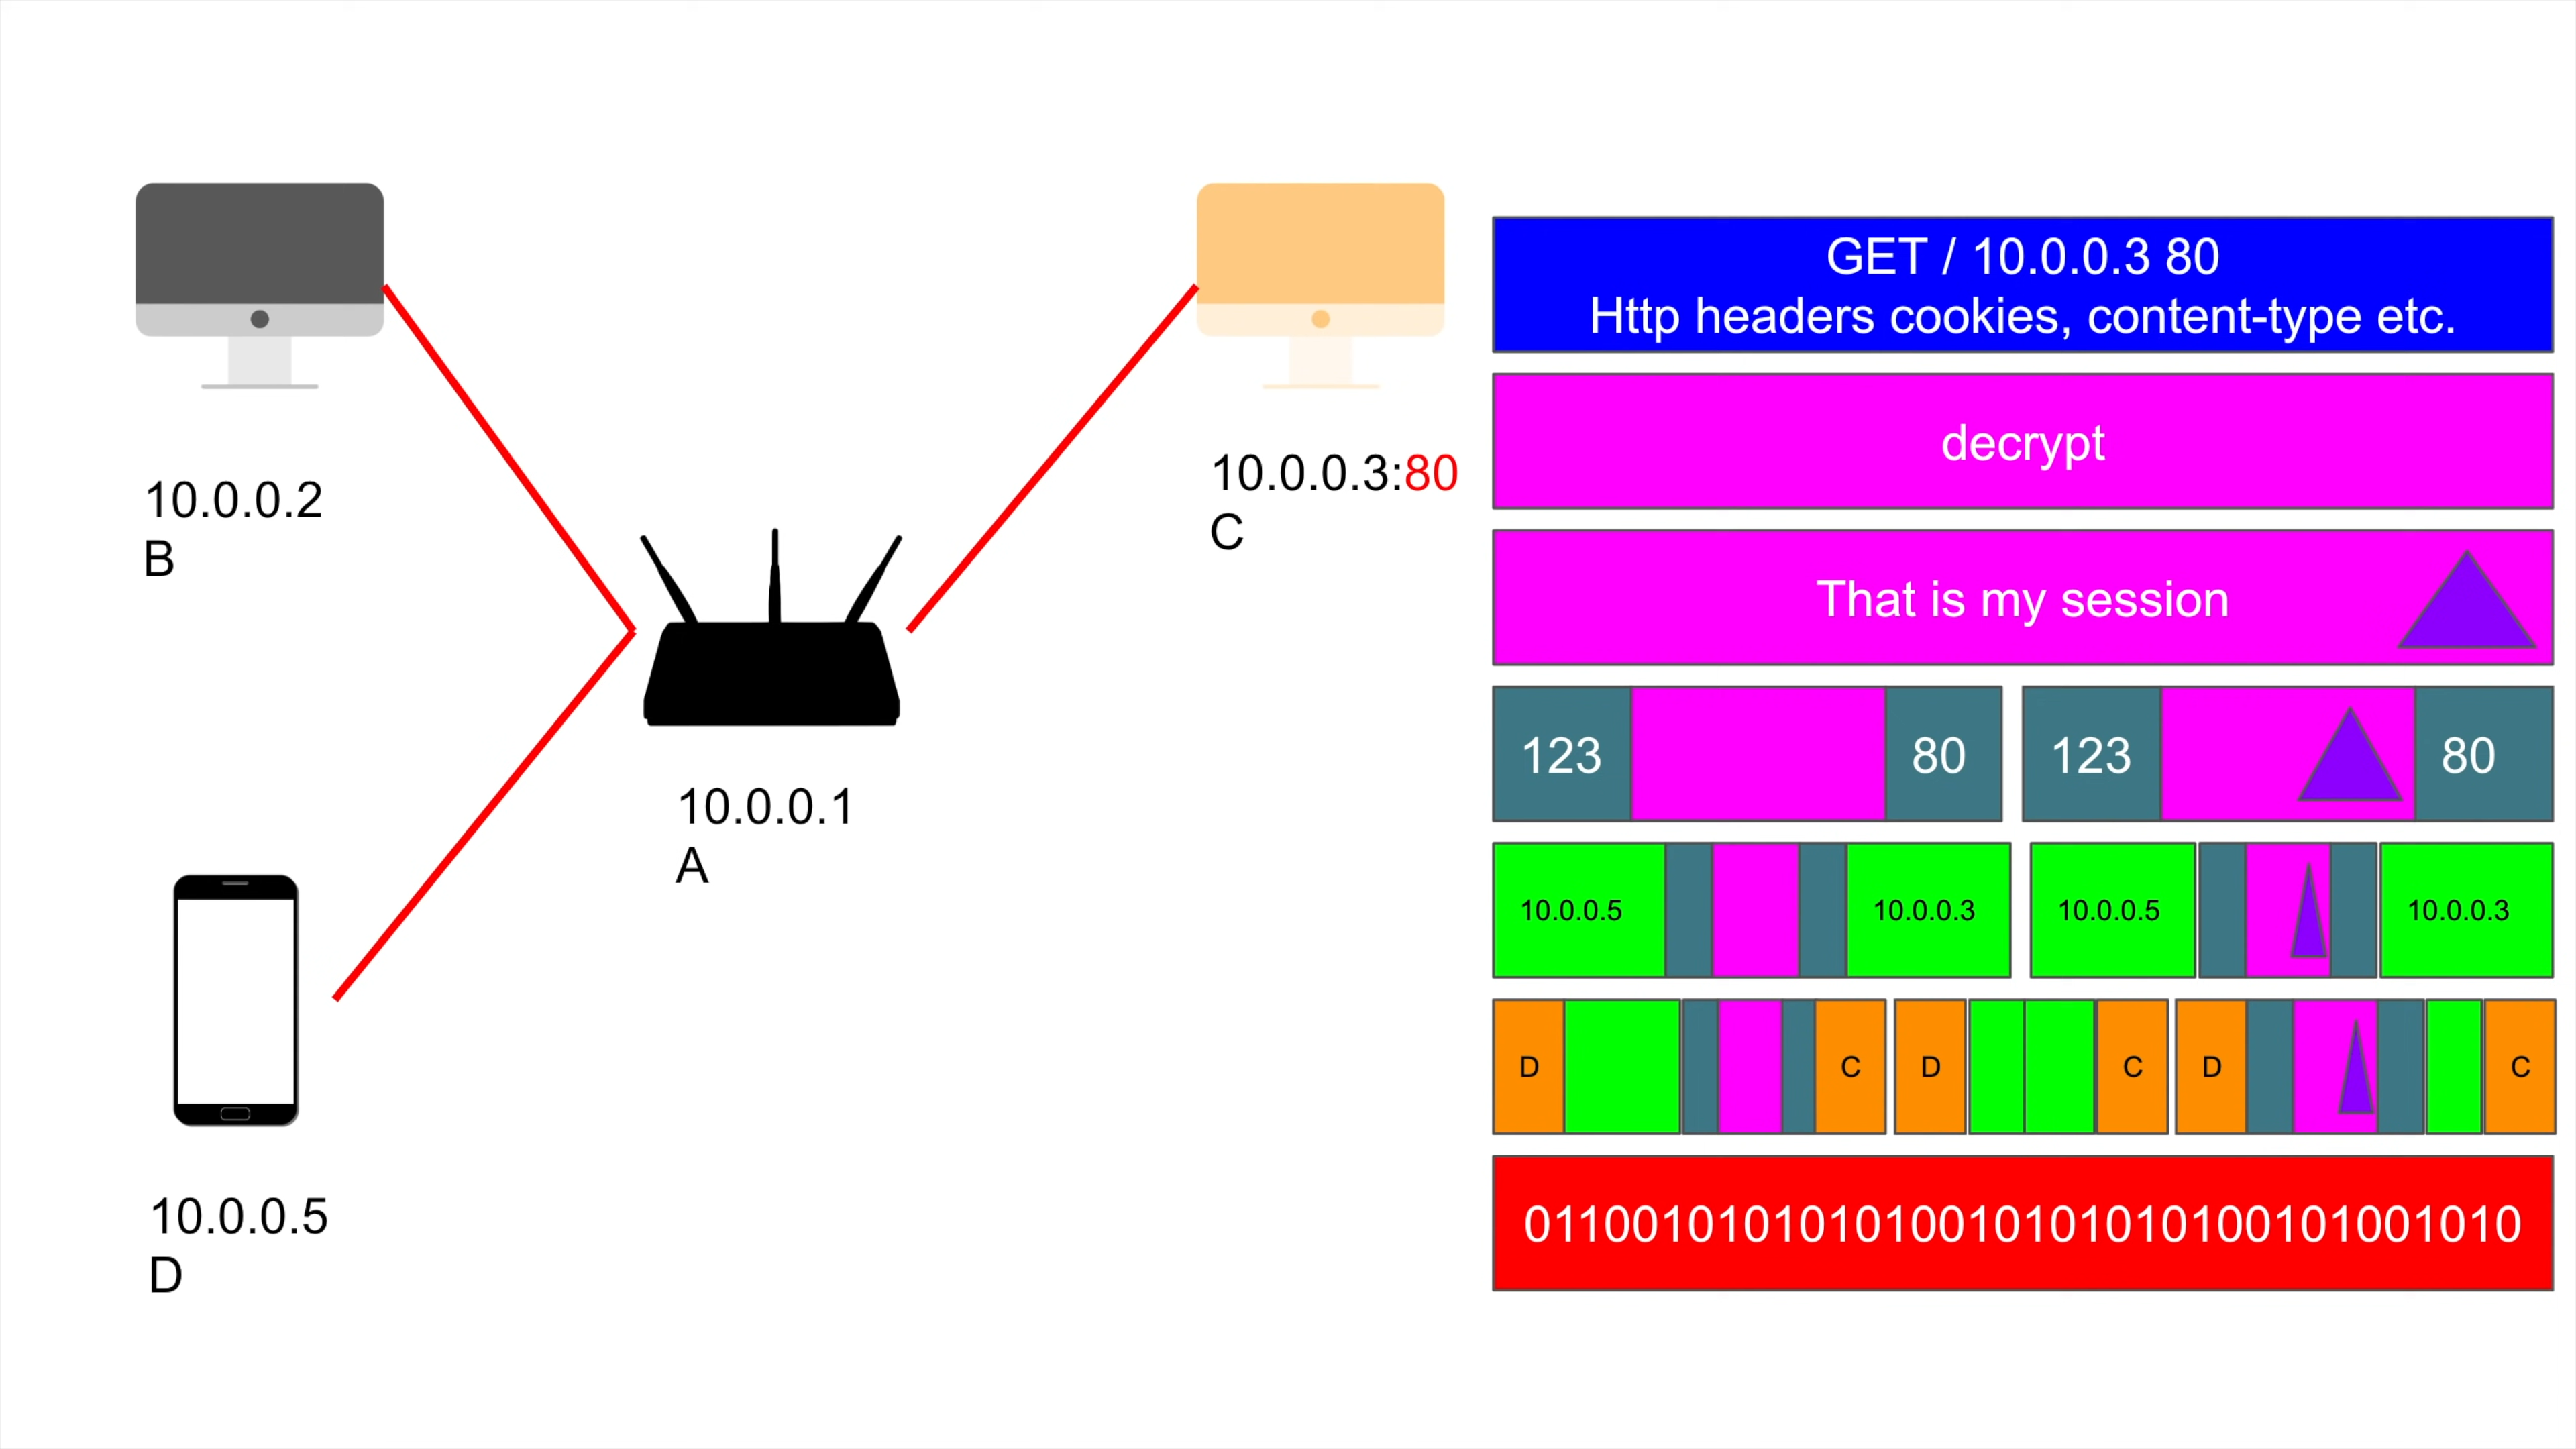 10.0.0.2
B
10.0.0.5
D
10.0.0.1
A
10.0.0.3:80
C
GET / 10.0.0.3 80
Http headers cookies, content-type etc.
decrypt
That is my session
123 80 123 80
10.0.0.5 10.0.0.3 10.0.0.5 10.0.0.3
D C D C D C
011001010101010010101010100101001010